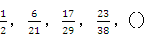 1/2, 6/21, 17/29, 23/38, ()